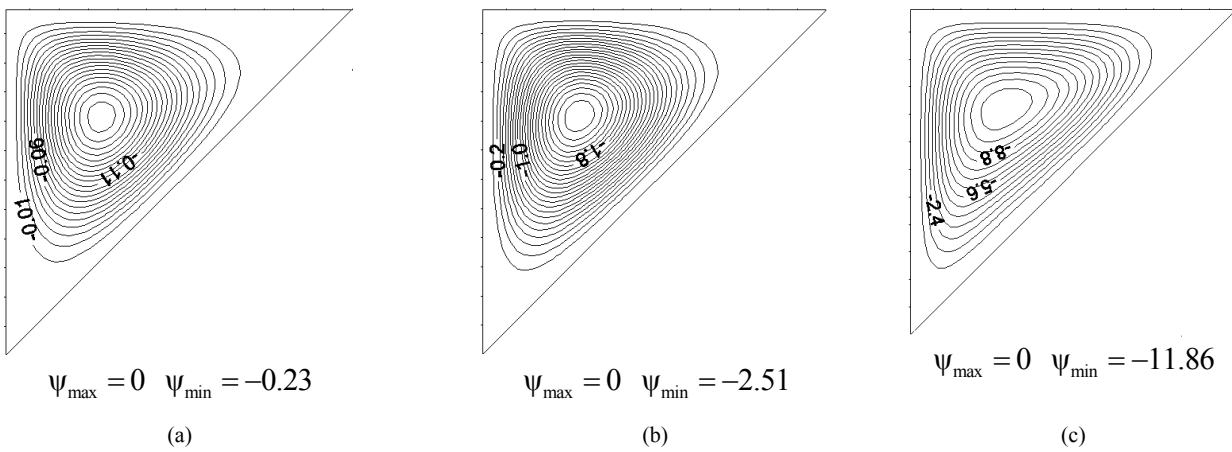 -0.06
-0.11
-0.01
-0.2
-0.1
-1.8
-8.8
-5.6
-2.4
ψmax = 0 ψmin = −0.23
ψmax = 0 ψmin = −2.51
ψmax = 0 ψmin = −11.86
(a)
(b)
(c)